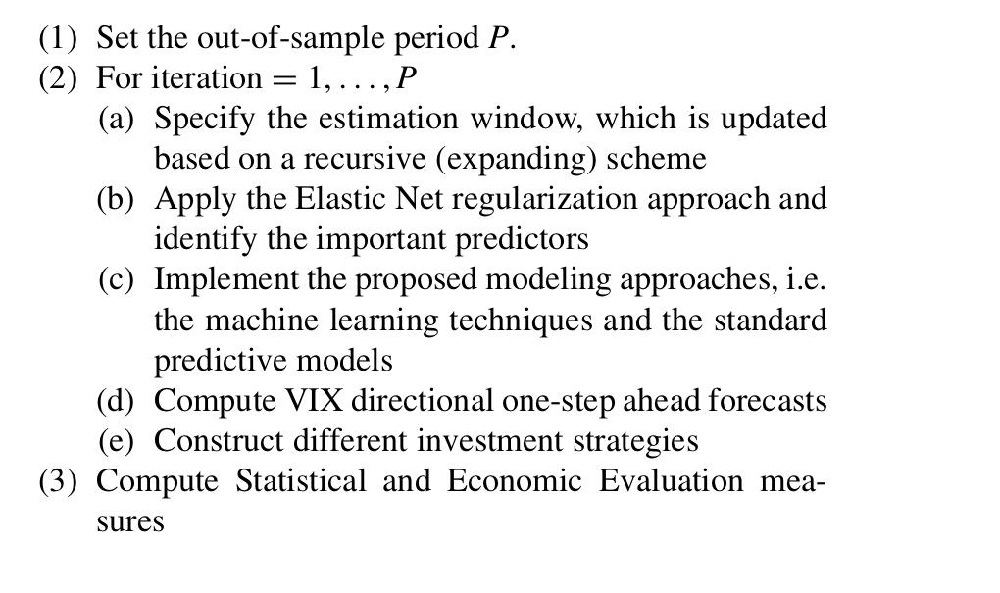 (1) Set the out-of-sample period P.
(2) For iteration = 1, . . . , P
(a) Specify the estimation window, which is updated
based on a recursive (expanding) scheme
(b) Apply the Elastic Net regularization approach and
identify the important predictors
(c) Implement the proposed modeling approaches, i.e.
the machine learning techniques and the standard
predictive models
(d) Compute VIX directional one-step ahead forecasts
(e) Construct different investment strategies
(3) Compute Statistical and Economic Evaluation mea-
sures